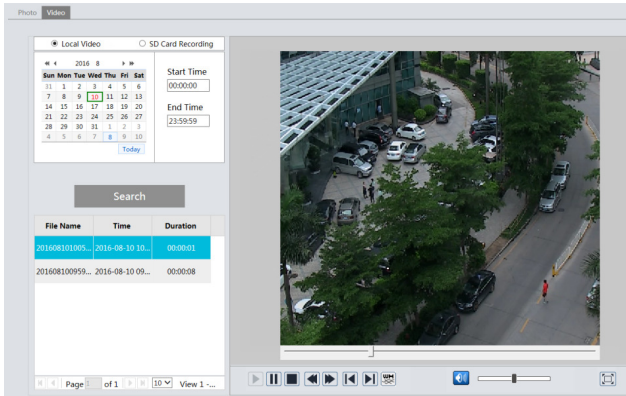 Photo Video
Local Video SD Card Recording
2016 8
Sun Mon Tue Wed Thu Fri Sat
31 1 2 3 4 5 6
7 8 9 10 11 12 13
14 15 16 17 18 19 20
21 22 23 24 25 26 27
28 29 30 31 1 2 3
4 5 6 7 8 9 10
Today
Start Time
00:00:00
End Time
23:59:59
Search
File Name Time Duration
201608101005... 2016-08-10 10... 00:00:01
201608100959... 2016-08-10 09... 00:00:08
Page 1 of 1 10 View 1 -...
WM